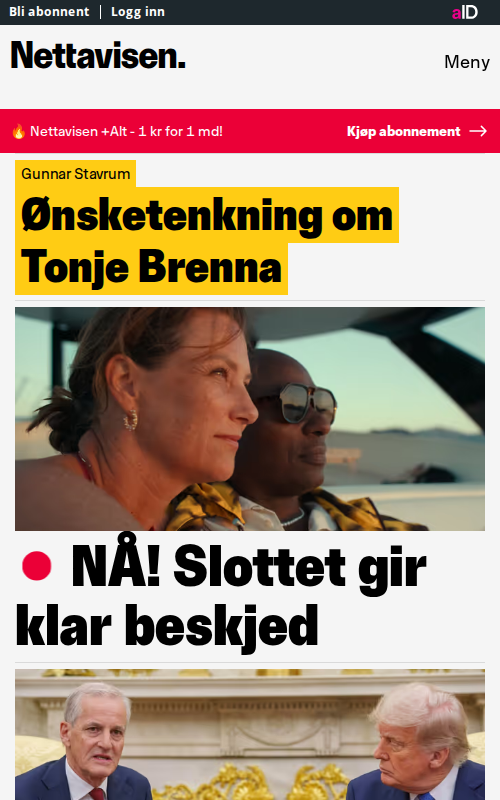 Bli abonnent | Logg inn
aID
Nettavisen.
Meny
🔥 Nettavisen +Alt - 1 kr for 1 md!
Kjøp abonnement →
Gunnar Stavrum
Ønsketenkning om
Tonje Brenna
NÅ! Slottet gir
klar beskjed